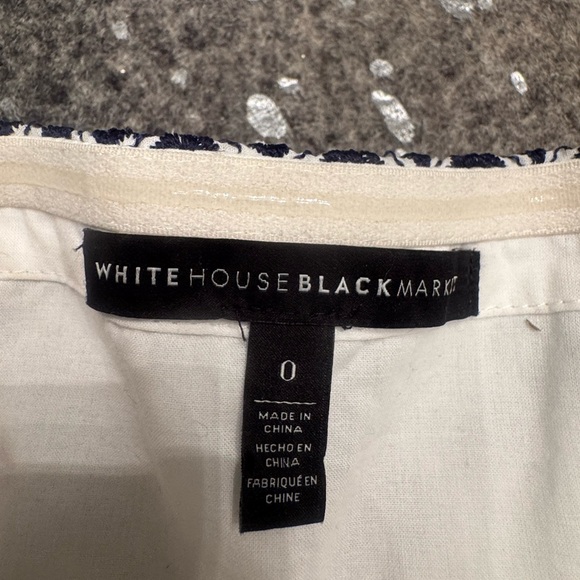 WHITE HOUSE BLACK MARKET
0
MADE IN
CHINA
HECHO EN
CHINA
FABRIQUÉ EN
CHINE